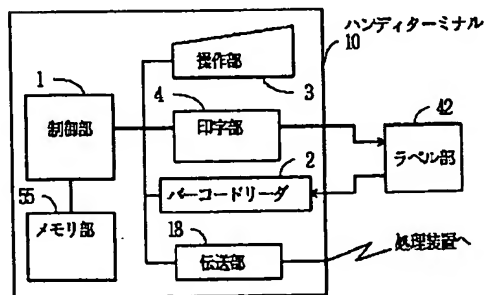 ハンディターミナル
10
操作部
3
1
制御部
4
印字部
42
ラベル部
2
バーコードリーダ
55
メモリ部
18
伝送部
処理装置へ